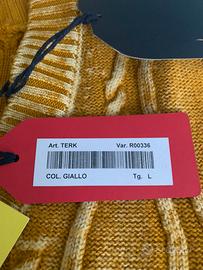 Art. TERK Var. R00336
COL. GIALLO Tg. L